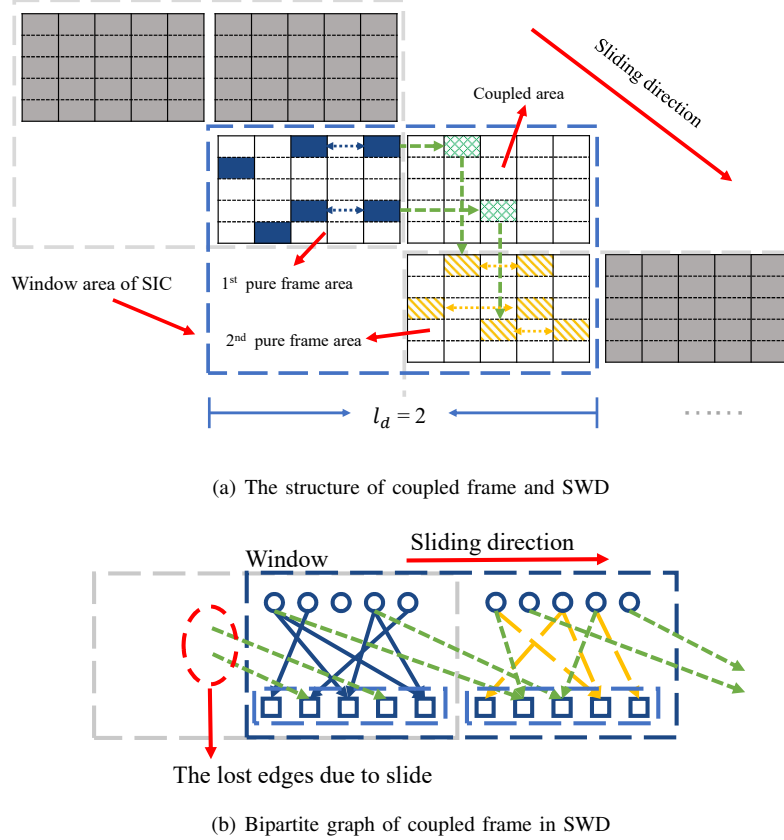 Sliding direction
Coupled area
Window area of SIC
1st pure frame area
2nd pure frame area
l_d = 2
......
(a) The structure of coupled frame and SWD
Window
Sliding direction
The lost edges due to slide
(b) Bipartite graph of coupled frame in SWD